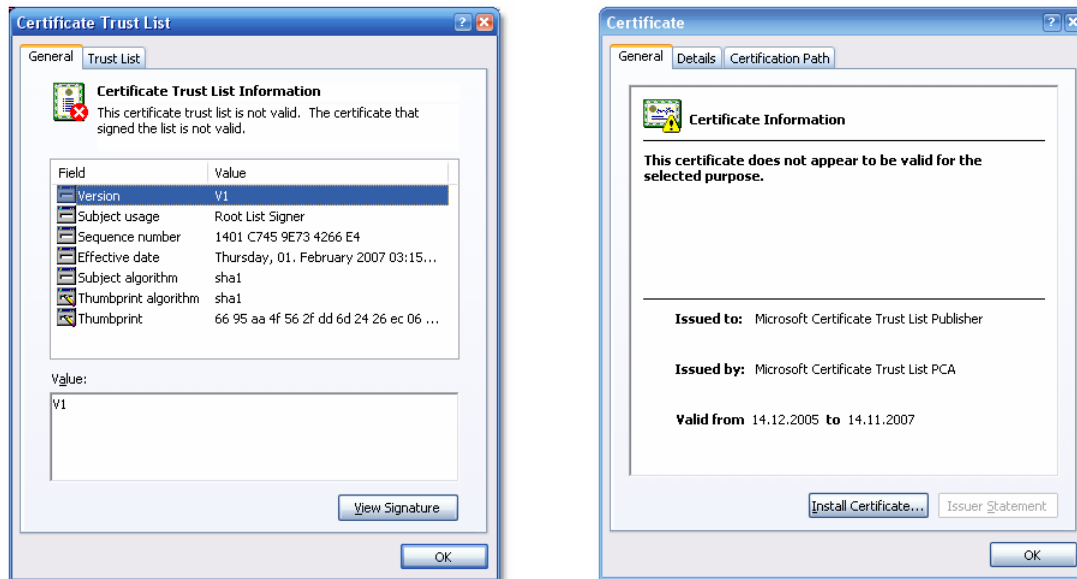 Certificate Trust List
General Trust List
Certificate Trust List Information
This certificate trust list is not valid. The certificate that
signed the list is not valid.
Field Value
Version V1
Subject usage Root List Signer
Sequence number 1401 C745 9E73 4266 E4
Effective date Thursday, 01. February 2007 03:15...
Subject algorithm sha1
Thumbprint algorithm sha1
Thumbprint 66 95 aa 4f 56 2f dd 6d 24 26 ec 06 ...
Value:
V1
View Signature
OK
Certificate
General Details Certification Path
Certificate Information
This certificate does not appear to be valid for the
selected purpose.
Issued to: Microsoft Certificate Trust List Publisher
Issued by: Microsoft Certificate Trust List PCA
Valid from 14.12.2005 to 14.11.2007
Install Certificate... Issuer Statement
OK